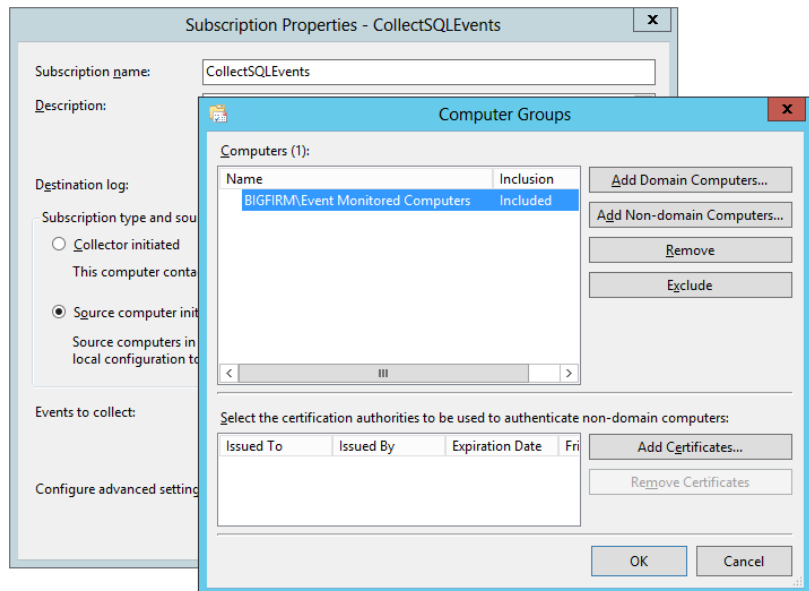 Subscription Properties - CollectSQLEvents
x
Subscription name:
CollectSQLEvents
Description:
Destination log:
Subscription type and sou
Collector initiated
This computer conta
Source computer init
Source computers in
local configuration to
Events to collect:
Configure advanced setting
Computer Groups
x
Computers (1):
Name
Inclusion
BIGFIRM\Event Monitored Computers
Included
Add Domain Computers...
Add Non-domain Computers...
Remove
Exclude
Select the certification authorities to be used to authenticate non-domain computers:
Issued To
Issued By
Expiration Date
Fri
Add Certificates...
Remove Certificates
OK
Cancel